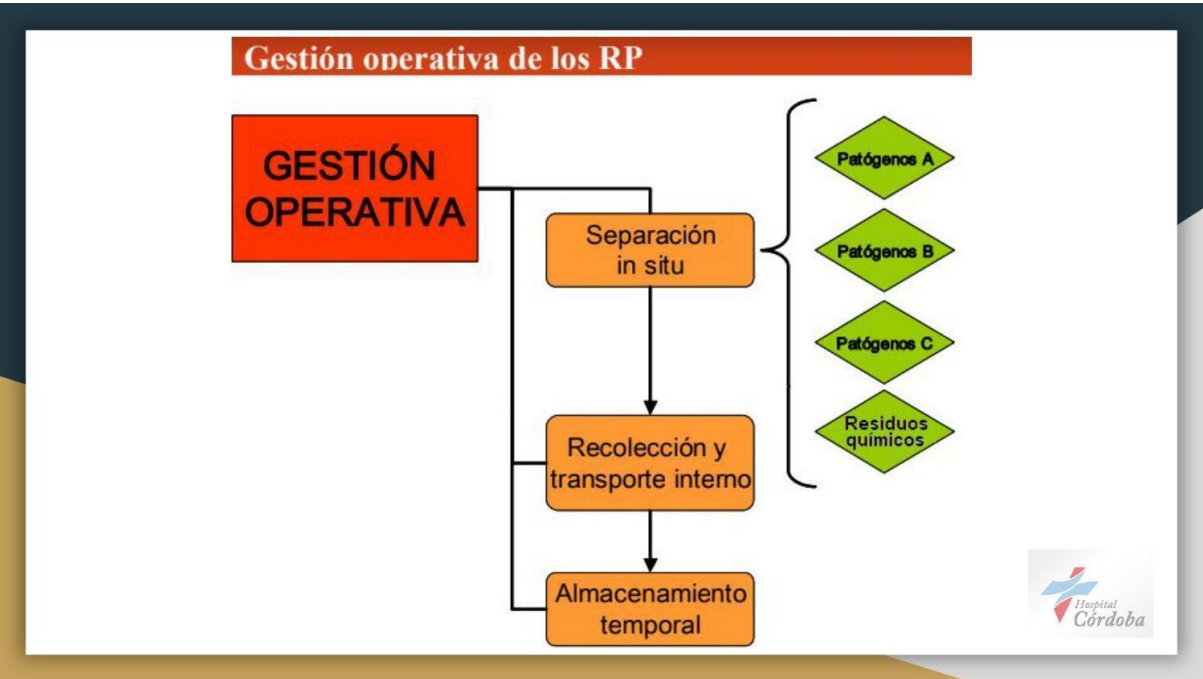 Gestión operativa de los RP
GESTIÓN
OPERATIVA
Separación
in situ
Patógenos A
Patógenos B
Patógenos C
Residuos
químicos
Recolección y
transporte interno
Almacenamiento
temporal
Hospital
Córdoba